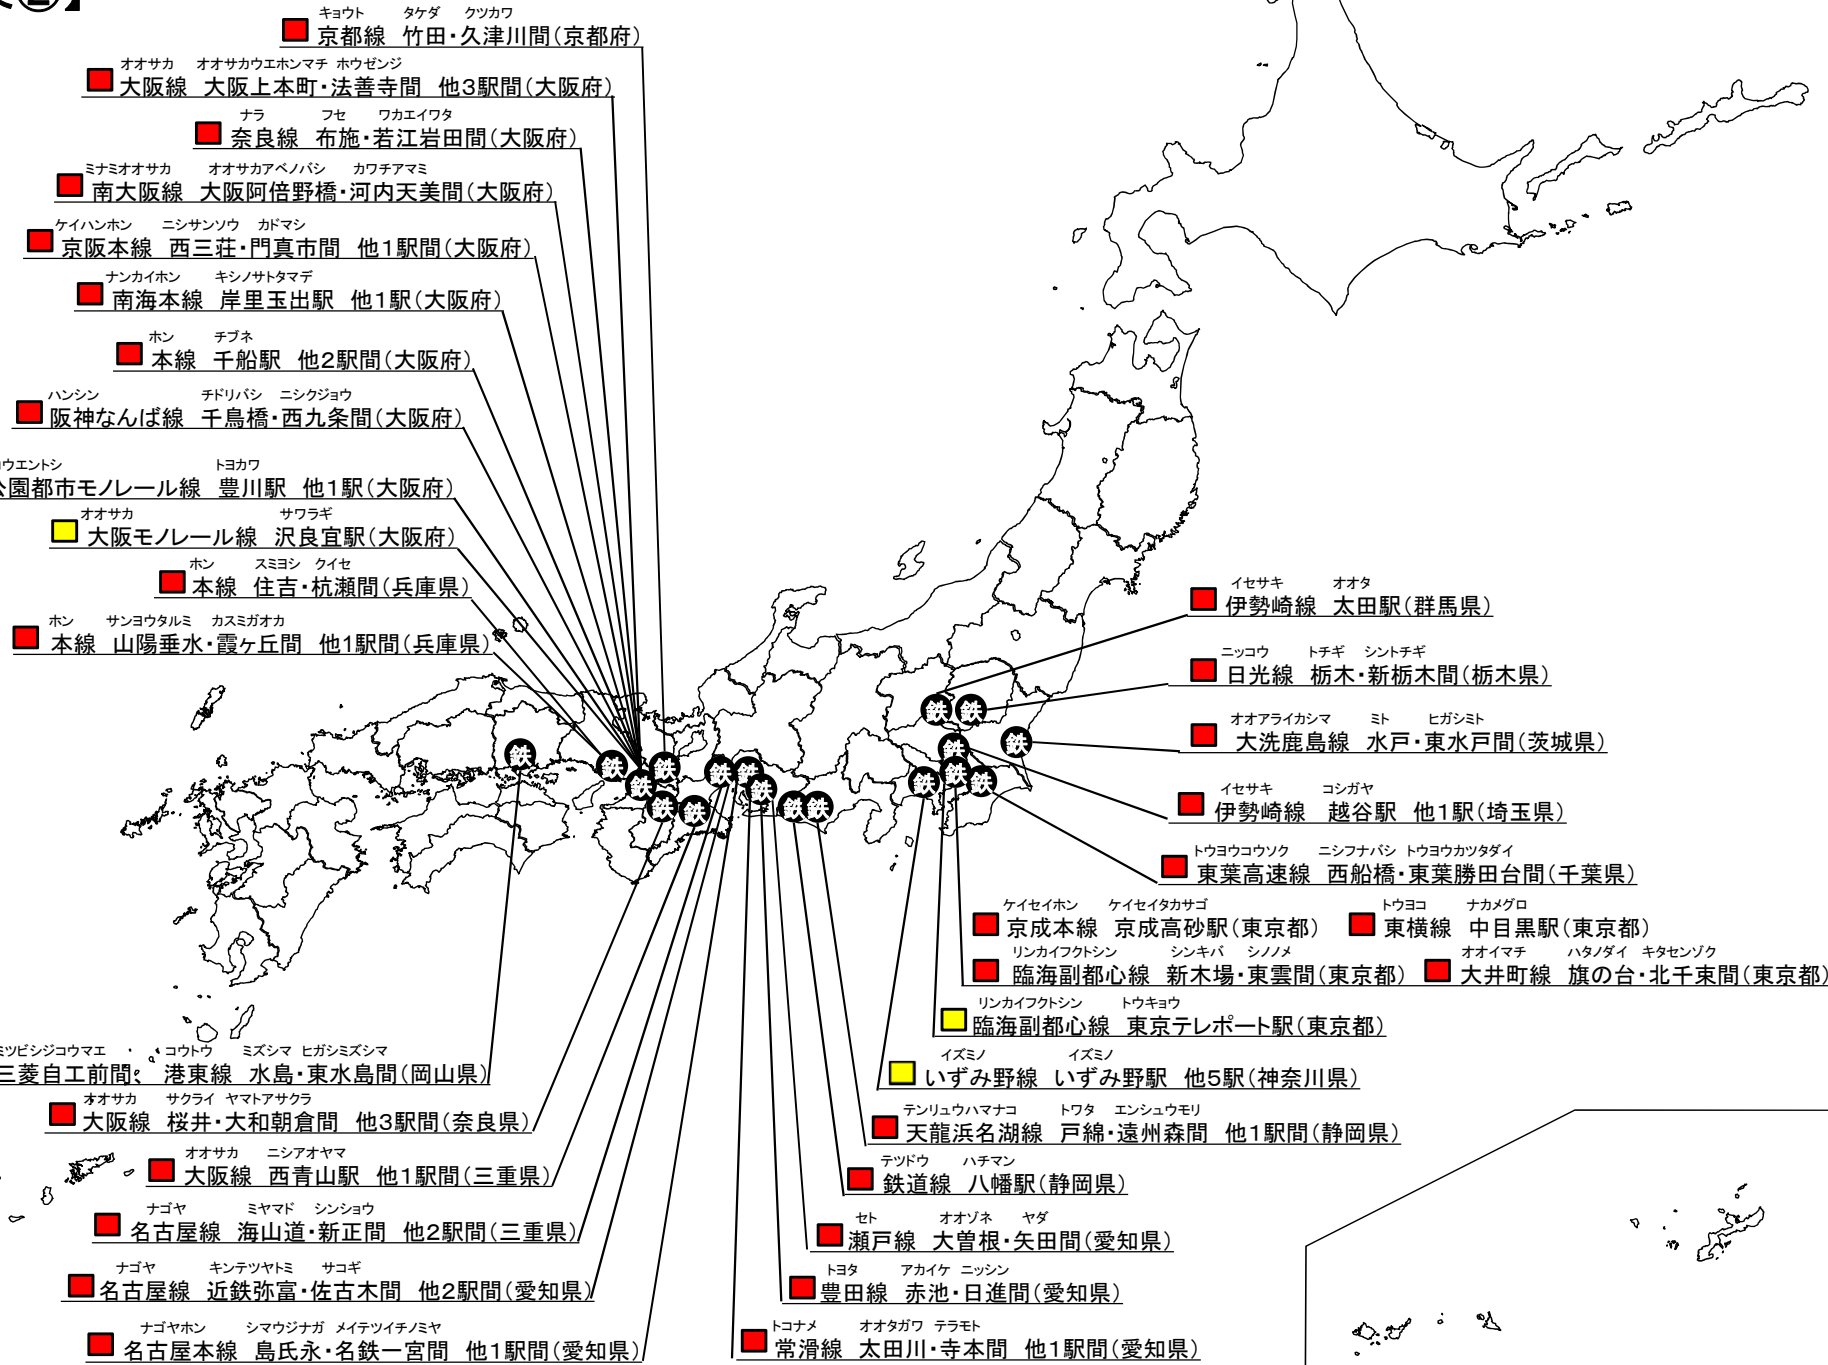 ②】
キョウト タケダ クツカワ
京都線 竹田・久津川間(京都府)
オオサカ オオサカウエホンマチ ホウゼンジ
大阪線 大阪上本町・法善寺間 他3駅間(大阪府)
ナラ フセ ワカエイワタ
奈良線 布施・若江岩田間(大阪府)
ミナミオオサカ オオサカアベノバシ カワチアマミ
南大阪線 大阪阿倍野橋・河内天美間(大阪府)
ケイハンホン ニシサンソウ カドマシ
京阪本線 西三荘・門真市間 他1駅間(大阪府)
ナンカイホン キシノサトタマデ
南海本線 岸里玉出駅 他1駅(大阪府)
ホン チブネ
本線 千船駅 他2駅間(大阪府)
ハンシン チドリバシ ニシクジョウ
阪神なんば線 千鳥橋・西九条間(大阪府)
ウエントシ トヨカワ
公園都市モノレール線 豊川駅 他1駅(大阪府)
オオサカ サワラギ
大阪モノレール線 沢良宜駅(大阪府)
ホン スミヨシ クイセ
本線 住吉・杭瀬間(兵庫県)
ホン サンヨウタルミ カスミガオカ
本線 山陽垂水・霞ヶ丘間 他1駅間(兵庫県)
イセサキ オオタ
伊勢崎線 太田駅(群馬県)
ニッコウ トチギ シントチギ
日光線 栃木・新栃木間(栃木県)
オオアライカシマ ミト ヒガシミト
大洗鹿島線 水戸・東水戸間(茨城県)
イセサキ コシガヤ
伊勢崎線 越谷駅 他1駅(埼玉県)
トウヨウコウソク ニシフナバシ トウヨウカツタダイ
東葉高速線 西船橋・東葉勝田台間(千葉県)
ケイセイホン ケイセイタカサゴ トウヨコ ナカメグロ
京成本線 京成高砂駅(東京都) 東横線 中目黒駅(東京都)
リンカイフクトシン シンキバ シノノメ オオイマチ ハタノダイ キタセンゾク
臨海副都心線 新木場・東雲間(東京都) 大井町線 旗の台・北千束間(東京都)
リンカイフクトシン トウキョウ
臨海副都心線 東京テレポート駅(東京都)
イズミノ イズミノ
いずみ野線 いずみ野駅 他5駅(神奈川県)
テンリュウハマナコ トワタ エンシュウモリ
天龍浜名湖線 戸綿・遠州森間 他1駅間(静岡県)
テツドウ ハチマン
鉄道線 八幡駅(静岡県)
セト オオゾネ ヤダ
瀬戸線 大曽根・矢田間(愛知県)
トヨタ アカイケ ニッシン
豊田線 赤池・日進間(愛知県)
トコナメ オオタガワ テラモト
常滑線 太田川・寺本間 他1駅間(愛知県)
ミツビシジコウマエ コウトウ ミズシマ ヒガシミズシマ
三菱自工前間、 港東線 水島・東水島間(岡山県)
オオサカ サクライ ヤマトアサクラ
大阪線 桜井・大和朝倉間 他3駅間(奈良県)
オオサカ ニシアオヤマ
大阪線 西青山駅 他1駅間(三重県)
ナゴヤ ミヤマド シンショウ
名古屋線 海山道・新正間 他2駅間(三重県)
ナゴヤ キンテツヤトミ サコギ
名古屋線 近鉄弥富・佐古木間 他2駅間(愛知県)
ナゴヤホン シマウジナガ メイテツイチノミヤ
名古屋本線 島氏永・名鉄一宮間 他1駅間(愛知県)
鉄 鉄
鉄 鉄
鉄 鉄 鉄 鉄 鉄
鉄 鉄 鉄 鉄 鉄 鉄
鉄 鉄 鉄 鉄